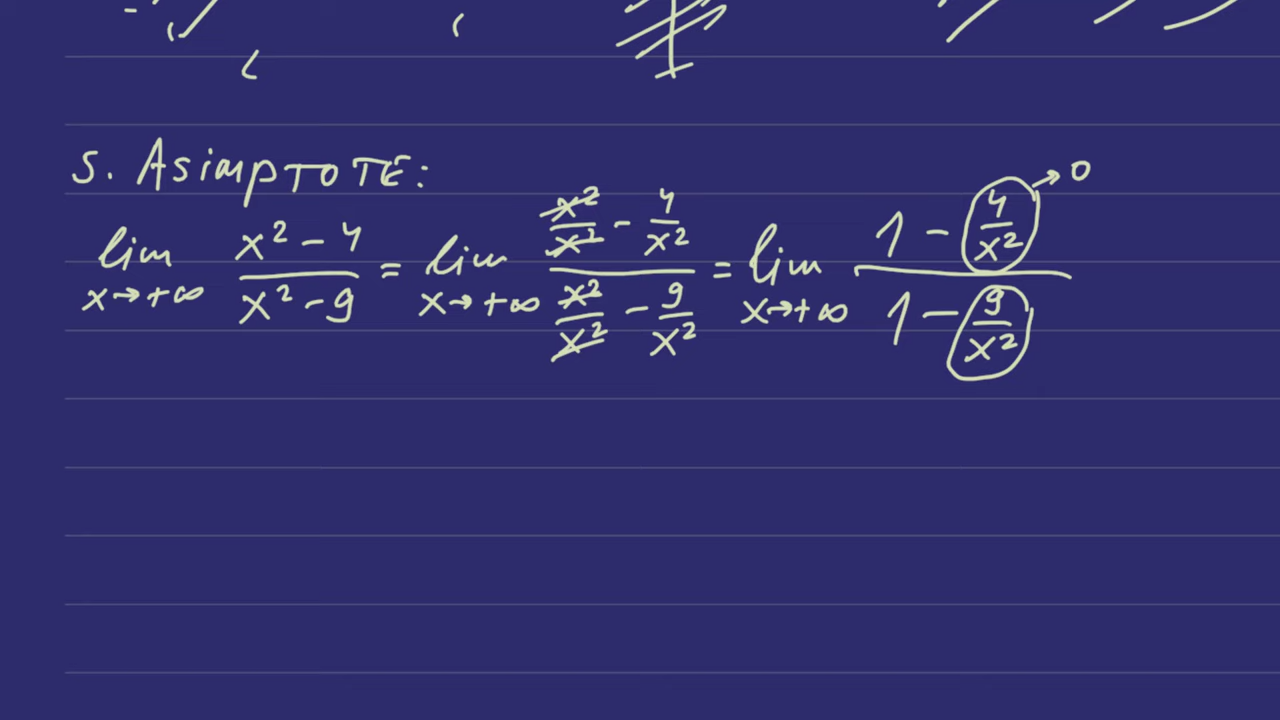 5. ASIMPTOTE:
lim x→+∞ (x² - 4)/(x² - 9) = lim x→+∞ (x²/x² - 4/x²)/(x²/x² - 9/x²) = lim x→+∞ (1 - 4/x²)/(1 - 9/x²) →0